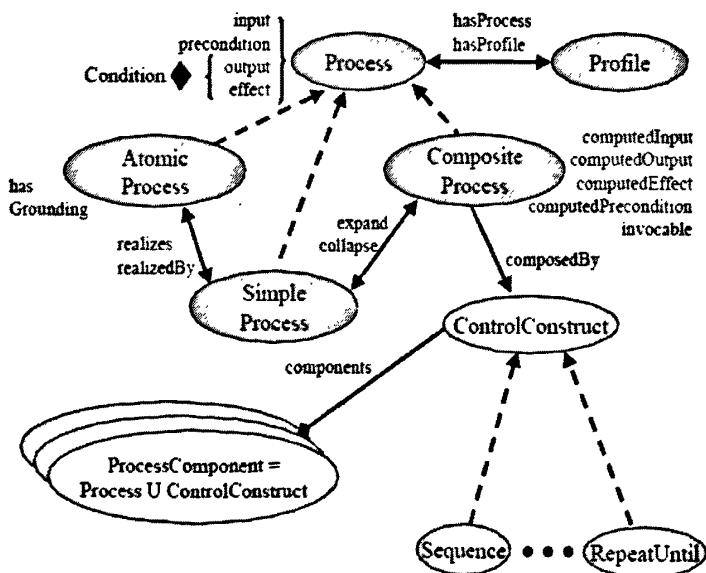 input
precondition
output
effect
Condition
Process
hasProcess
hasProfile
Profile
Atomic
Process
has
Grounding
Composite
Process
computedInput
computedOutput
computedEffect
computedPrecondition
invocable
realizes
realizedBy
expand
collapse
composedBy
Simple
Process
ControlConstruct
components
ProcessComponent =
Process U ControlConstruct
Sequence
RepeatUntil